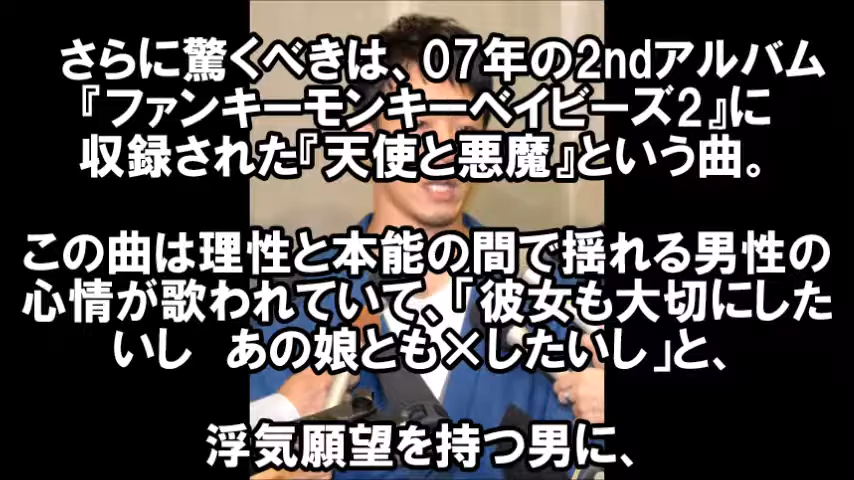 さらに驚くべきは、07年の2ndアルバム
『ファンキーモンキーベイビーズ2』に
収録された『天使と悪魔』という曲。
この曲は理性と本能の間で揺れる男性の
心情が歌われていて、「彼女も大切にした
いし　あの娘とも×したいし」と、
浮気願望を持つ男に、